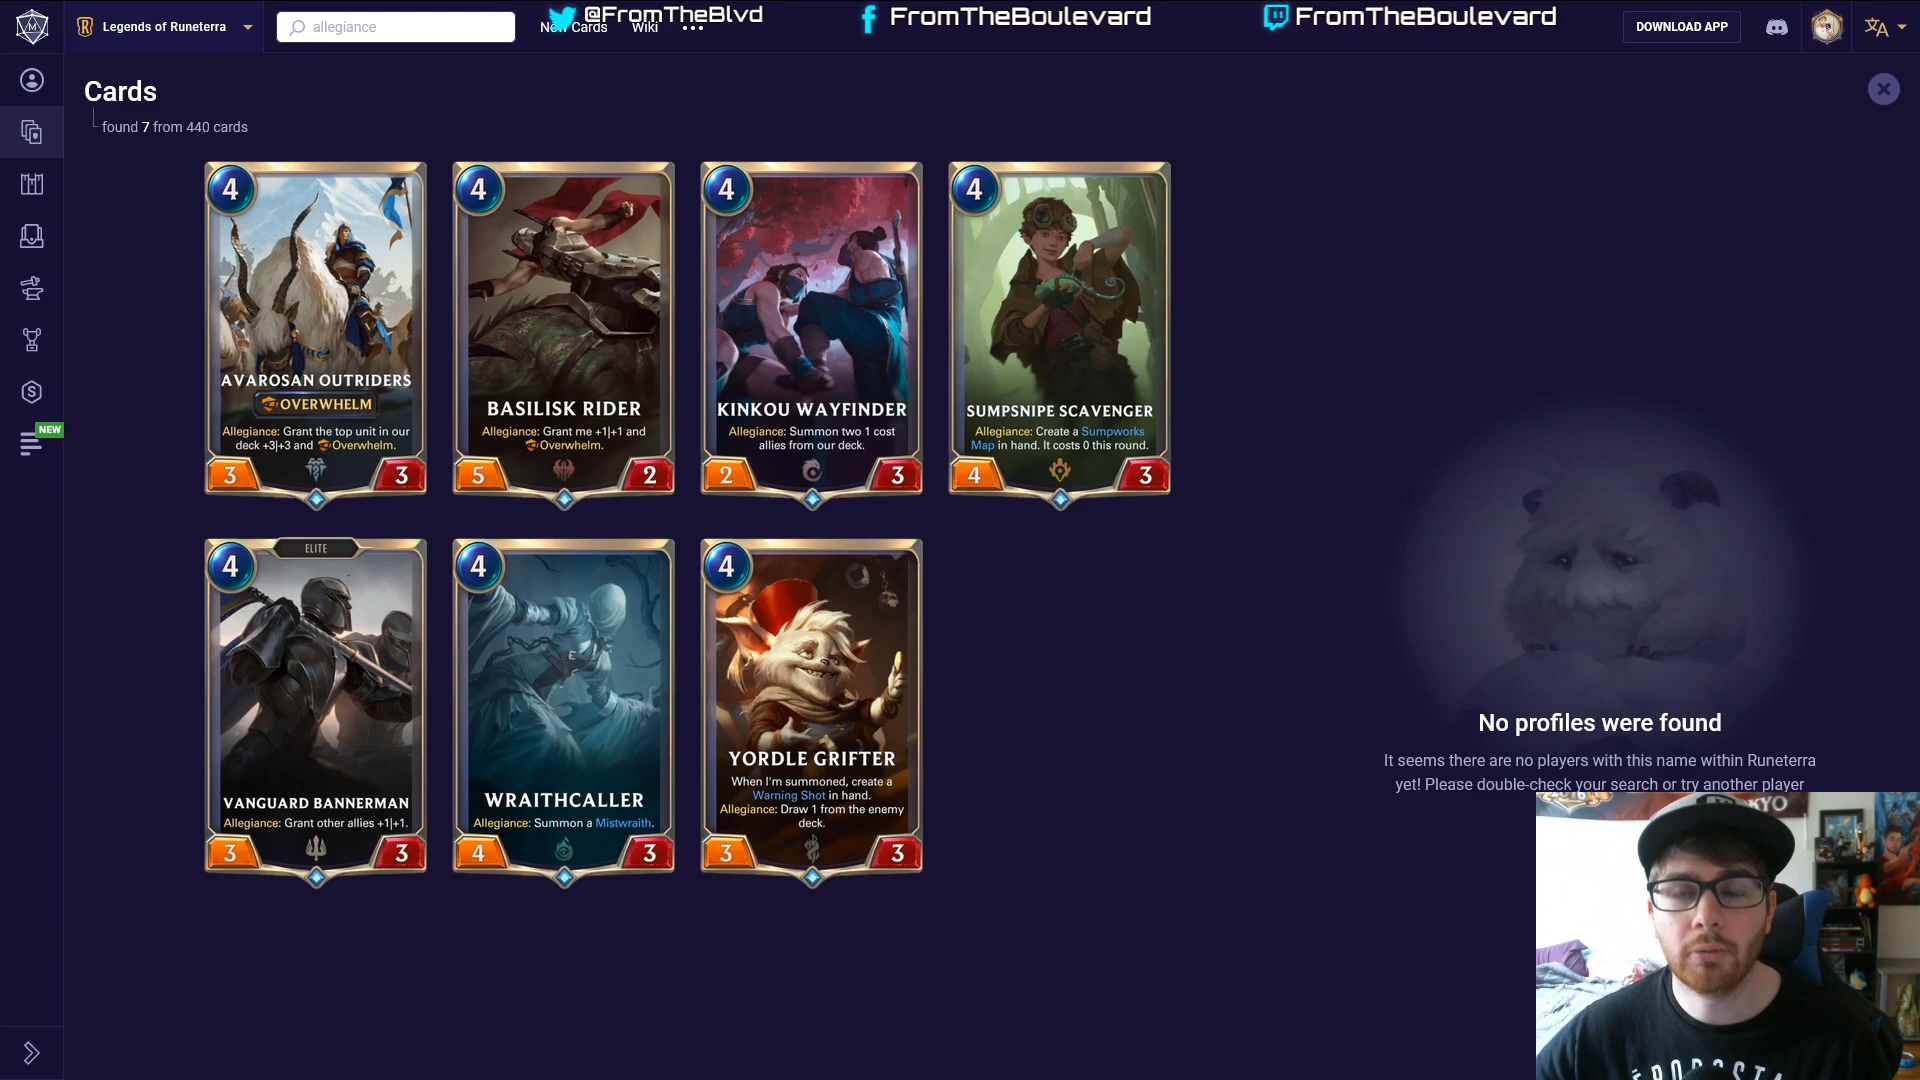 Legends of Runeterra
allegiance
New Cards
Wiki
@FromTheBlvd
FromTheBoulevard
FromTheBoulevard
DOWNLOAD APP
Cards
found 7 from 440 cards
NEW
4
AVAROSAN OUTRIDERS
OVERWHELM
Allegiance: Grant the top unit in our
deck +3|+3 and Overwhelm.
3
3
4
BASILISK RIDER
Allegiance: Grant me +1|+1 and
Overwhelm.
5
2
4
KINKOU WAYFINDER
Allegiance: Summon two 1 cost
allies from our deck.
2
3
4
SUMPSNIPE SCAVENGER
Allegiance: Create a Sumpworks
Map in hand. It costs 0 this round.
4
3
4
ELITE
VANGUARD BANNERMAN
Allegiance: Grant other allies +1|+1.
3
3
4
WRAITHCALLER
Allegiance: Summon a Mistwraith.
4
3
4
YORDLE GRIFTER
When I'm summoned, create a
Warning Shot in hand.
Allegiance: Draw 1 from the enemy
deck.
3
3
No profiles were found
It seems there are no players with this name within Runeterra
yet! Please double-check your search or try another player